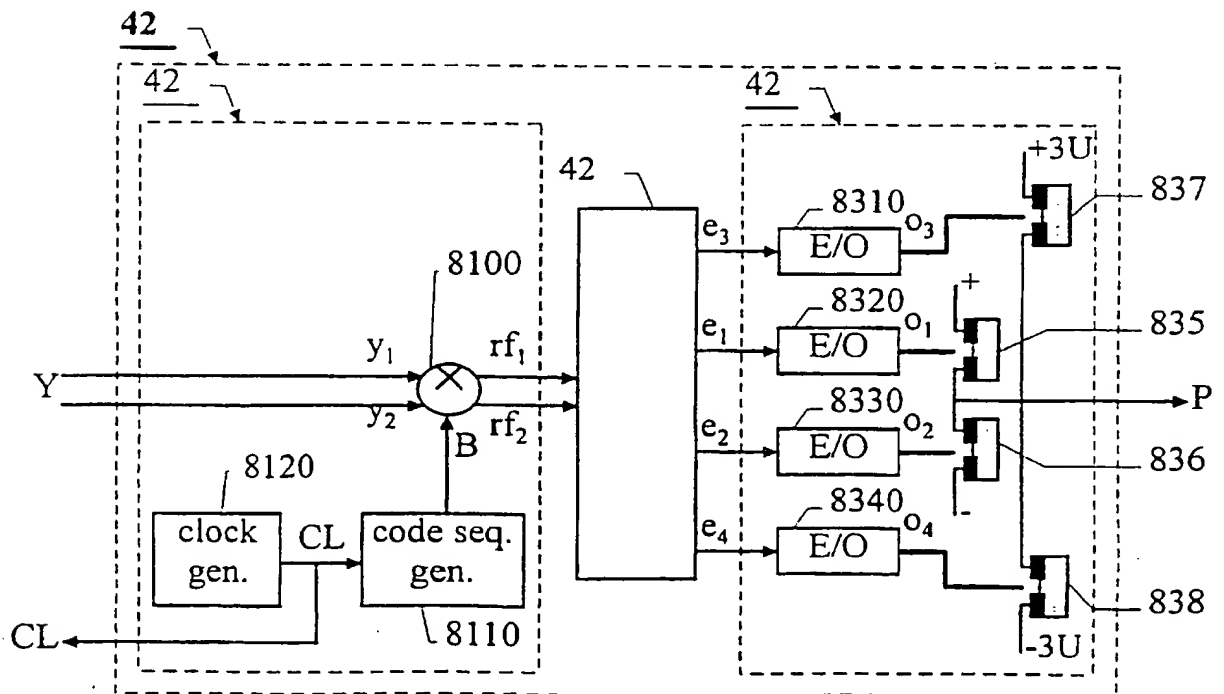 42
42
42
+3U
837
42
8310
e₃
E/O
o₃
8100
8320
+
e₁
E/O
o₁
835
y₁
rf₁
Y
P
y₂
rf₂
8330
B
e₂
E/O
o₂
836
8120
-
8340
clock gen.
CL
code seq. gen.
e₄
E/O
o₄
838
CL
8110
-3U